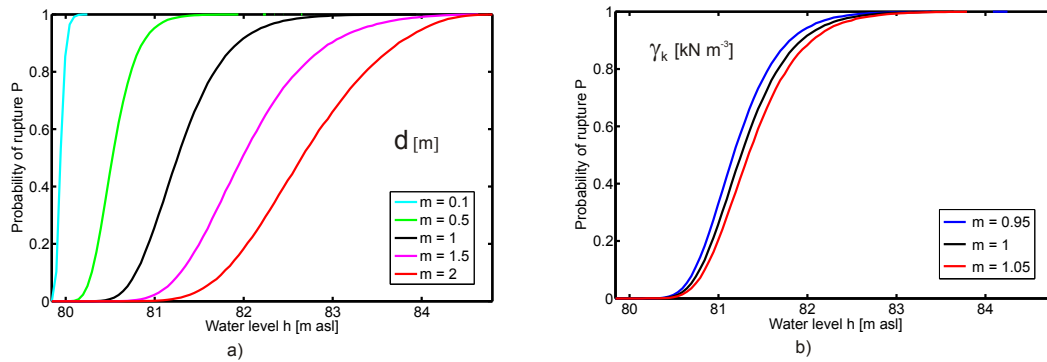 1
0.8
0.6
0.4
0.2
0
Probability of rupture P
d [m]
m = 0.1
m = 0.5
m = 1
m = 1.5
m = 2
80 81 82 83 84
Water level h [m asl]
a)
1
0.8
0.6
0.4
0.2
0
Probability of rupture P
γk [kN m-3]
m = 0.95
m = 1
m = 1.05
80 81 82 83 84
Water level h [m asl]
b)